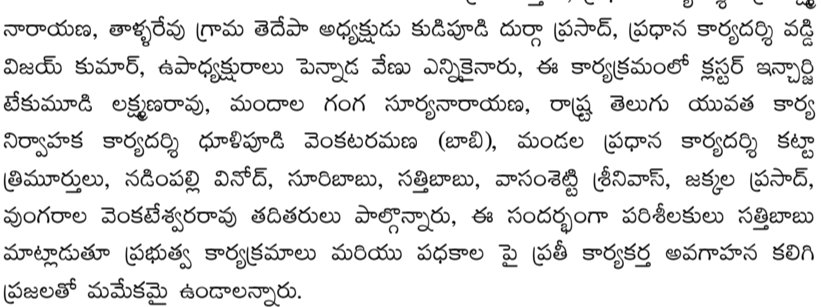 నారాయణ, తాళ్ళరేవు గ్రామ తెదేపా అధ్యక్షుడు కుడిపూడి దుర్గా ప్రసాద్, ప్రధాన కార్యదర్శి వడ్డి
విజయ్ కుమార్, ఉపాధ్యక్షురాలు పెన్నాడ వేణు ఎన్నికైనారు, ఈ కార్యక్రమంలో క్లస్టర్ ఇన్చార్జి
టేకుమూడి లక్ష్మణరావు, మందాల గంగ సూర్యనారాయణ, రాష్ట్ర తెలుగు యువత కార్య
నిర్వాహక కార్యదర్శి ధూళిపూడి వెంకటరమణ (బాబి), మండల ప్రధాన కార్యదర్శి కట్టా
త్రిమూర్తులు, నడింపల్లి వినోద్, సూరిబాబు, సత్తిబాబు, వాసంశెట్టి శ్రీనివాస్, జక్కల ప్రసాద్,
వుంగరాల వెంకటేశ్వరరావు తదితరులు పాల్గొన్నారు, ఈ సందర్భంగా పరిశీలకులు సత్తిబాబు
మాట్లాడుతూ ప్రభుత్వ కార్యక్రమాలు మరియు పధకాల పై ప్రతీ కార్యకర్త అవగాహన కలిగి
ప్రజలతో మమేకమై ఉండాలన్నారు.